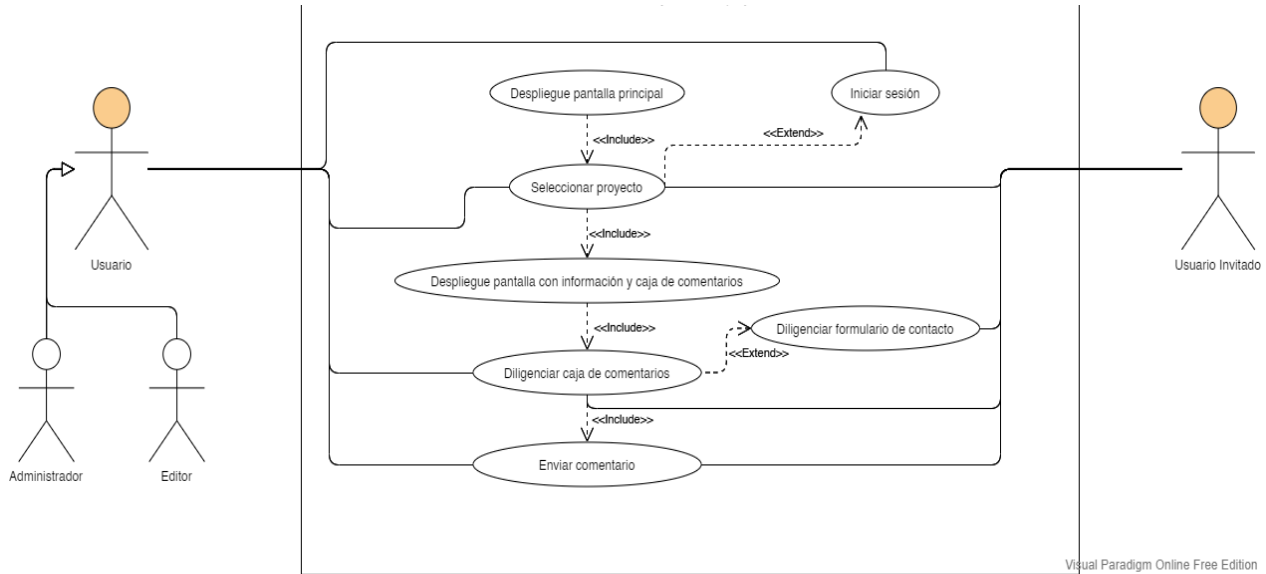 Despliegue pantalla principal
Iniciar sesión
<<Include>>
<<Extend>>
Seleccionar proyecto
<<Include>>
Usuario
Usuario Invitado
Despliegue pantalla con información y caja de comentarios
<<Include>>
Diligenciar formulario de contacto
<<Extend>>
Diligenciar caja de comentarios
<<Include>>
Enviar comentario
Administrador
Editor
Visual Paradigm Online Free Edition